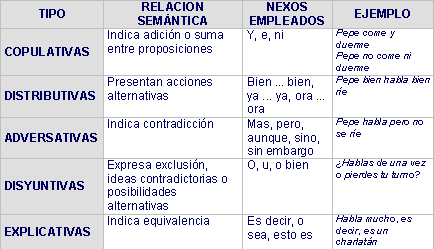 TIPO
RELACION
SEMÁNTICA
NEXOS
EMPLEADOS
EJEMPLO
COPULATIVAS
Indica adición o suma
entre proposiciones
Y, e, ni
Pepe come y
duerme
Pepe no come ni
duerme
DISTRIBUTIVAS
Presentan acciones
alternativas
Bien ... bien,
ya ... ya, ora ...
ora
Pepe bien habla bien
ríe
ADVERSATIVAS
Indica contradicción
Mas, pero,
aunque, sino,
sin embargo
Pepe habla pero no
se ríe
DISYUNTIVAS
Expresa exclusión,
ideas contradictorias o
posibilidades
alternativas
O, u, o bien
¿Hablas de una vez
o pierdes tu turno?
EXPLICATIVAS
Indica equivalencia
Es decir, o
sea, esto es
Habla mucho, es
decir, es un
charlatán